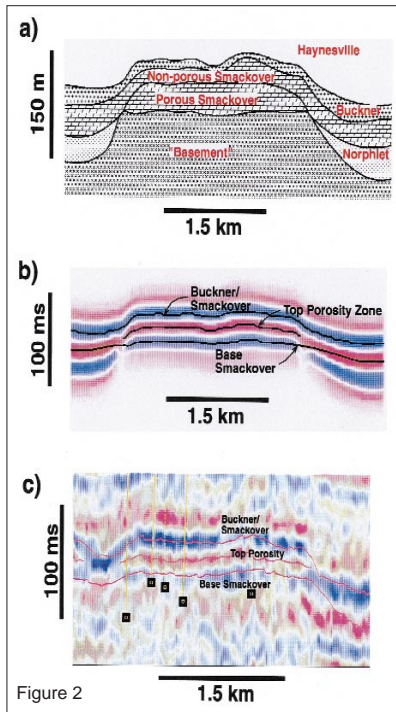 a)
Haynesville
Non-porous Smackover
Porous Smackover
Buckner
"Basement"
Norphlet
150 m
1.5 km
b)
Buckner/
Smackover
Top Porosity Zone
Base
Smackover
100 ms
1.5 km
c)
Buckner/
Smackover
Top Porosity
Base Smackover
100 ms
1.5 km
Figure 2